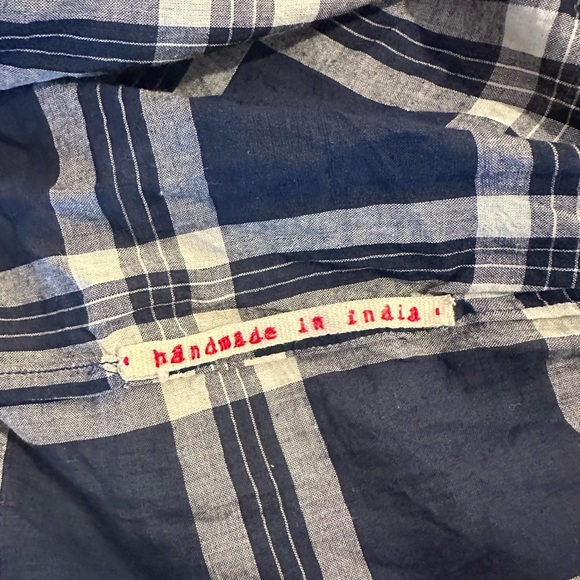 • handmade in india •